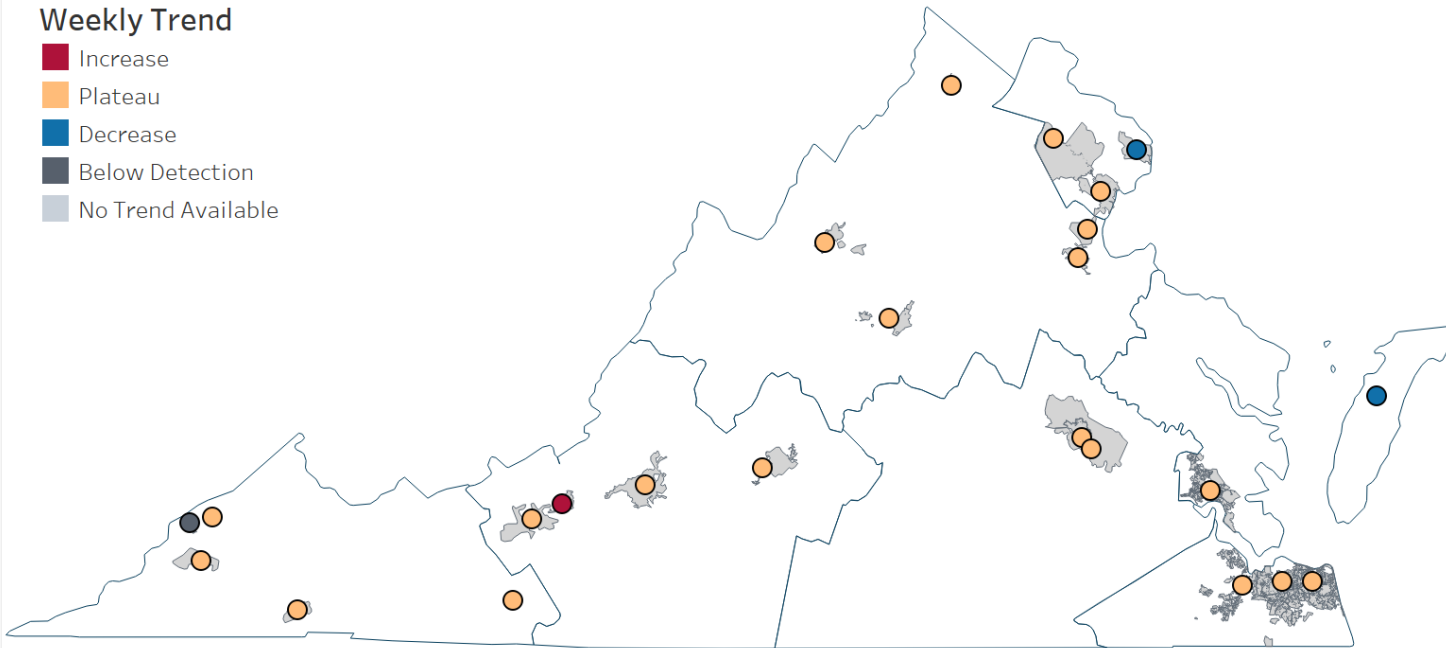 Weekly Trend
Increase
Plateau
Decrease
Below Detection
No Trend Available